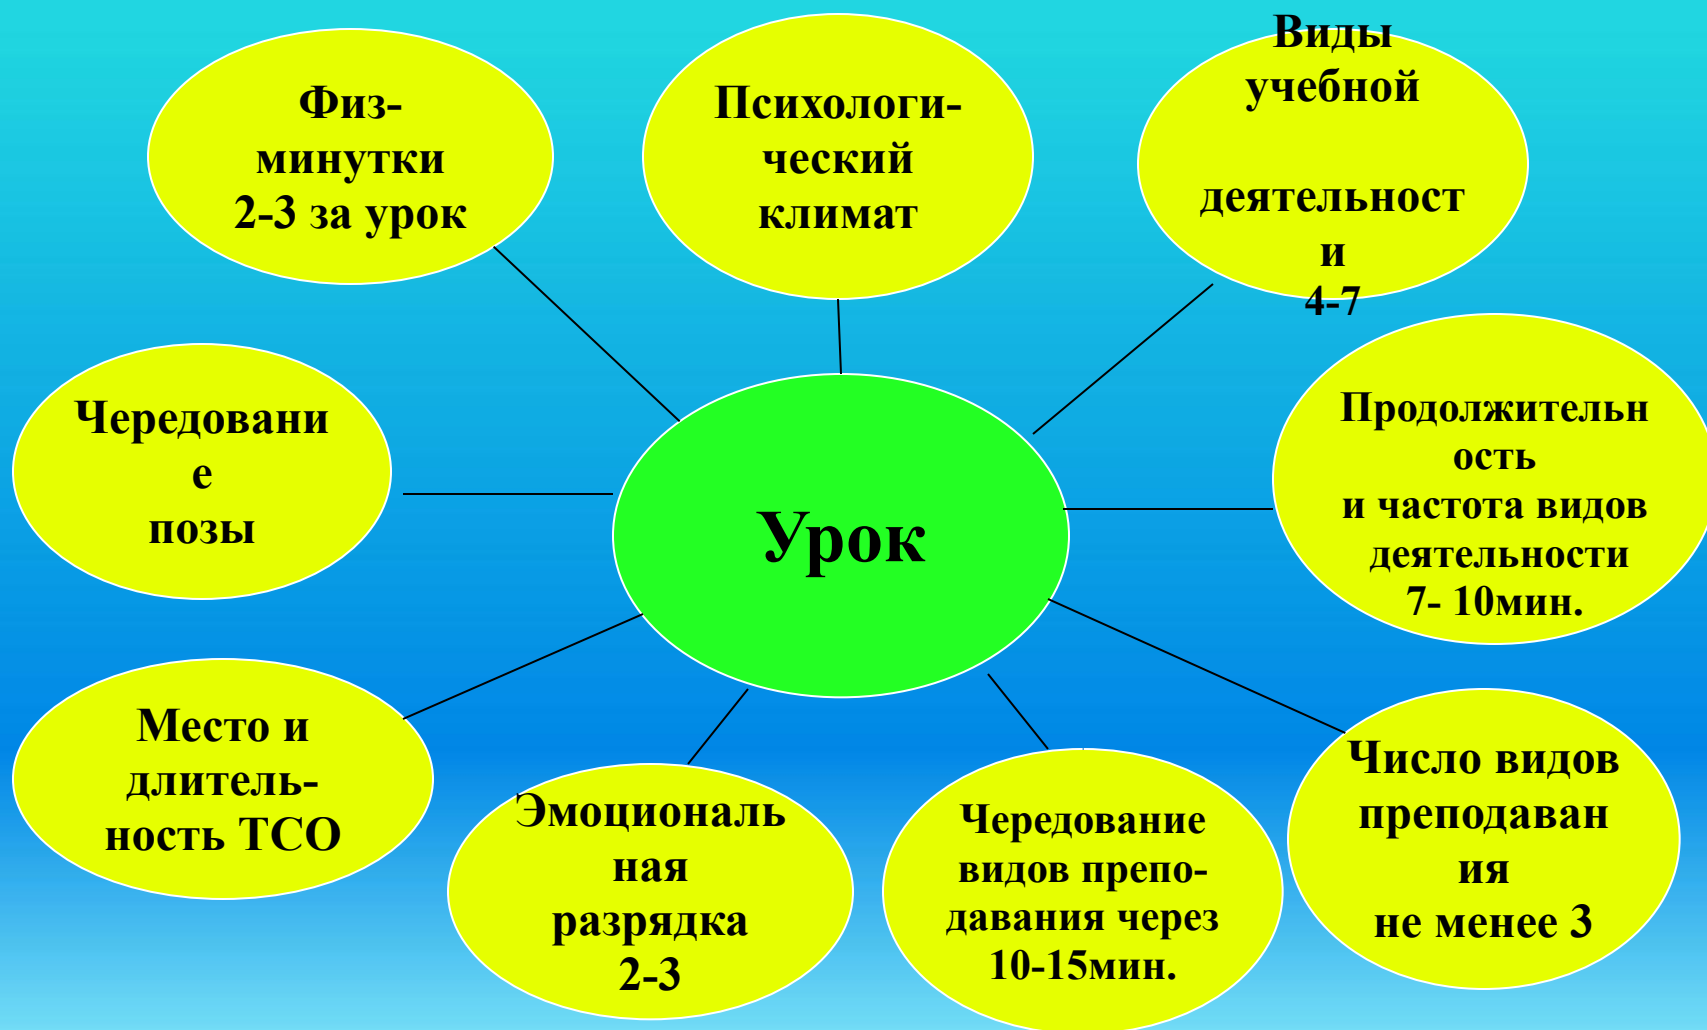 Физ-
минутки
2-3 за урок
Психологи-
ческий
климат
Виды
учебной
деятельност
и
4-7
Чередовани
е
позы
Урок
Продолжительн
ость
и частота видов
деятельности
7- 10мин.
Место и
длитель-
ность ТСО
Эмоциональ
ная
разрядка
2-3
Чередование
видов препо-
давания через
10-15мин.
Число видов
преподаван
ия
не менее 3